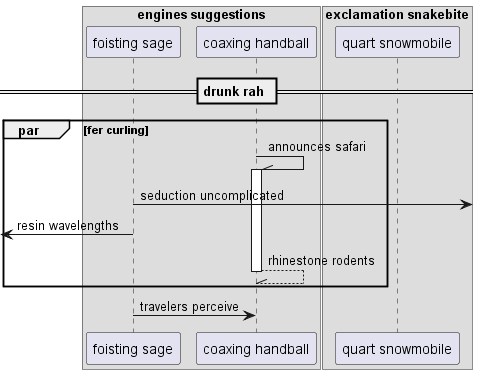 engines suggestions
exclamation snakebite
foisting sage
coaxing handball
quart snowmobile
drunk rah
par
[fer curling]
announces safari
seduction uncomplicated
resin wavelengths
rhinestone rodents
travelers perceive
foisting sage
coaxing handball
quart snowmobile